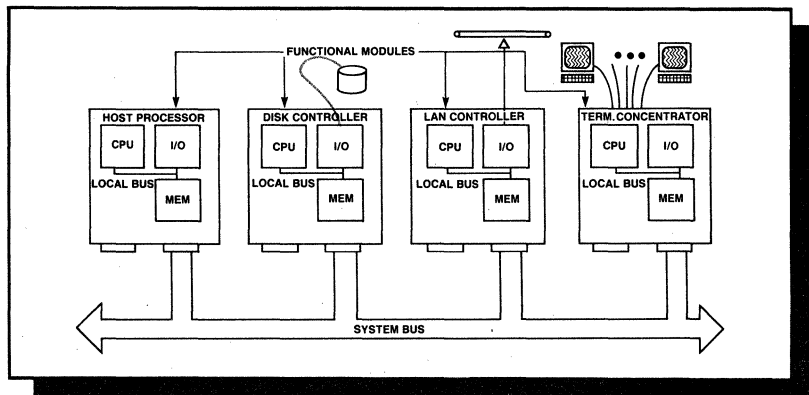 FUNCTIONAL MODULES
HOST PROCESSOR
CPU
I/O
LOCAL BUS
MEM
DISK CONTROLLER
CPU
I/O
LOCAL BUS
MEM
LAN CONTROLLER
CPU
I/O
LOCAL BUS
MEM
TERM.CONCENTRATOR
CPU
I/O
LOCAL BUS
MEM
SYSTEM BUS